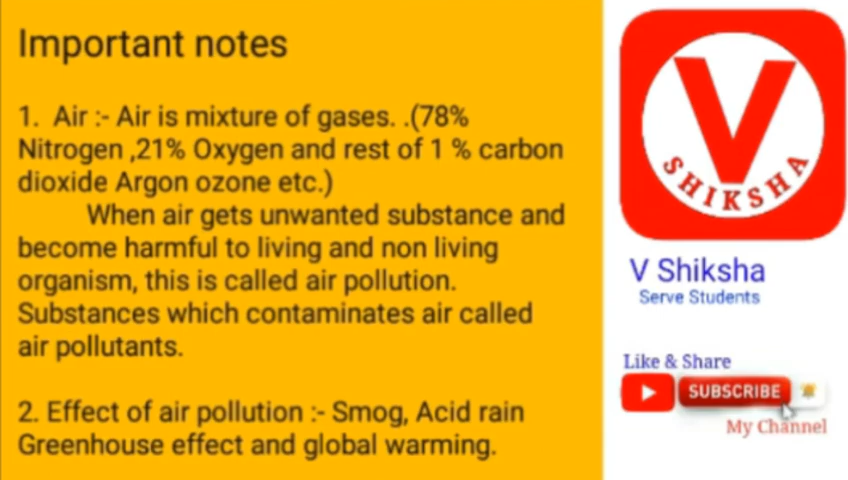 Important notes
1. Air :- Air is mixture of gases. .(78%
Nitrogen ,21% Oxygen and rest of 1 % carbon
dioxide Argon ozone etc.)
When air gets unwanted substance and
become harmful to living and non living
organism, this is called air pollution.
Substances which contaminates air called
air pollutants.
2. Effect of air pollution :- Smog, Acid rain
Greenhouse effect and global warming.
V
SHIKSHA
V Shiksha
Serve Students
Like & Share
SUBSCRIBE
My Channel